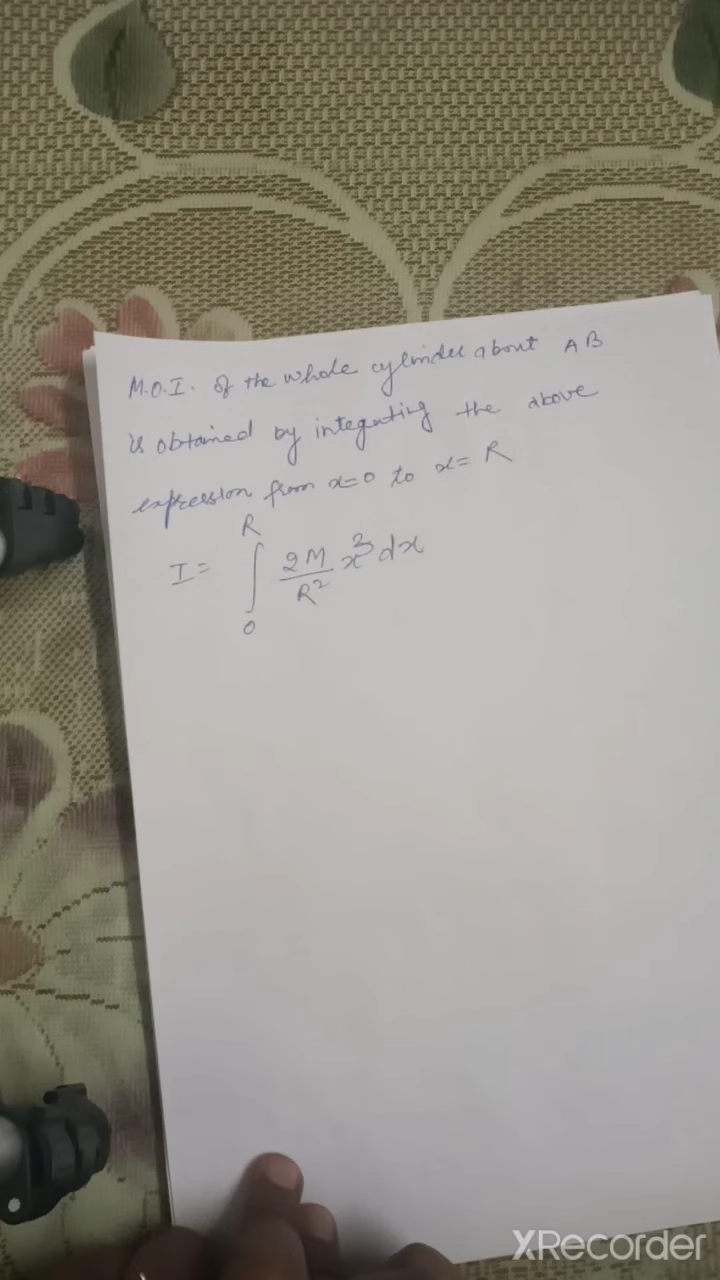 M.O.I. of the whole cylinder about AB
is obtained by integrating the above
expression from x=0 to x=R
I = ∫₀ᴿ 2M/R² x³ dx
XRecorder